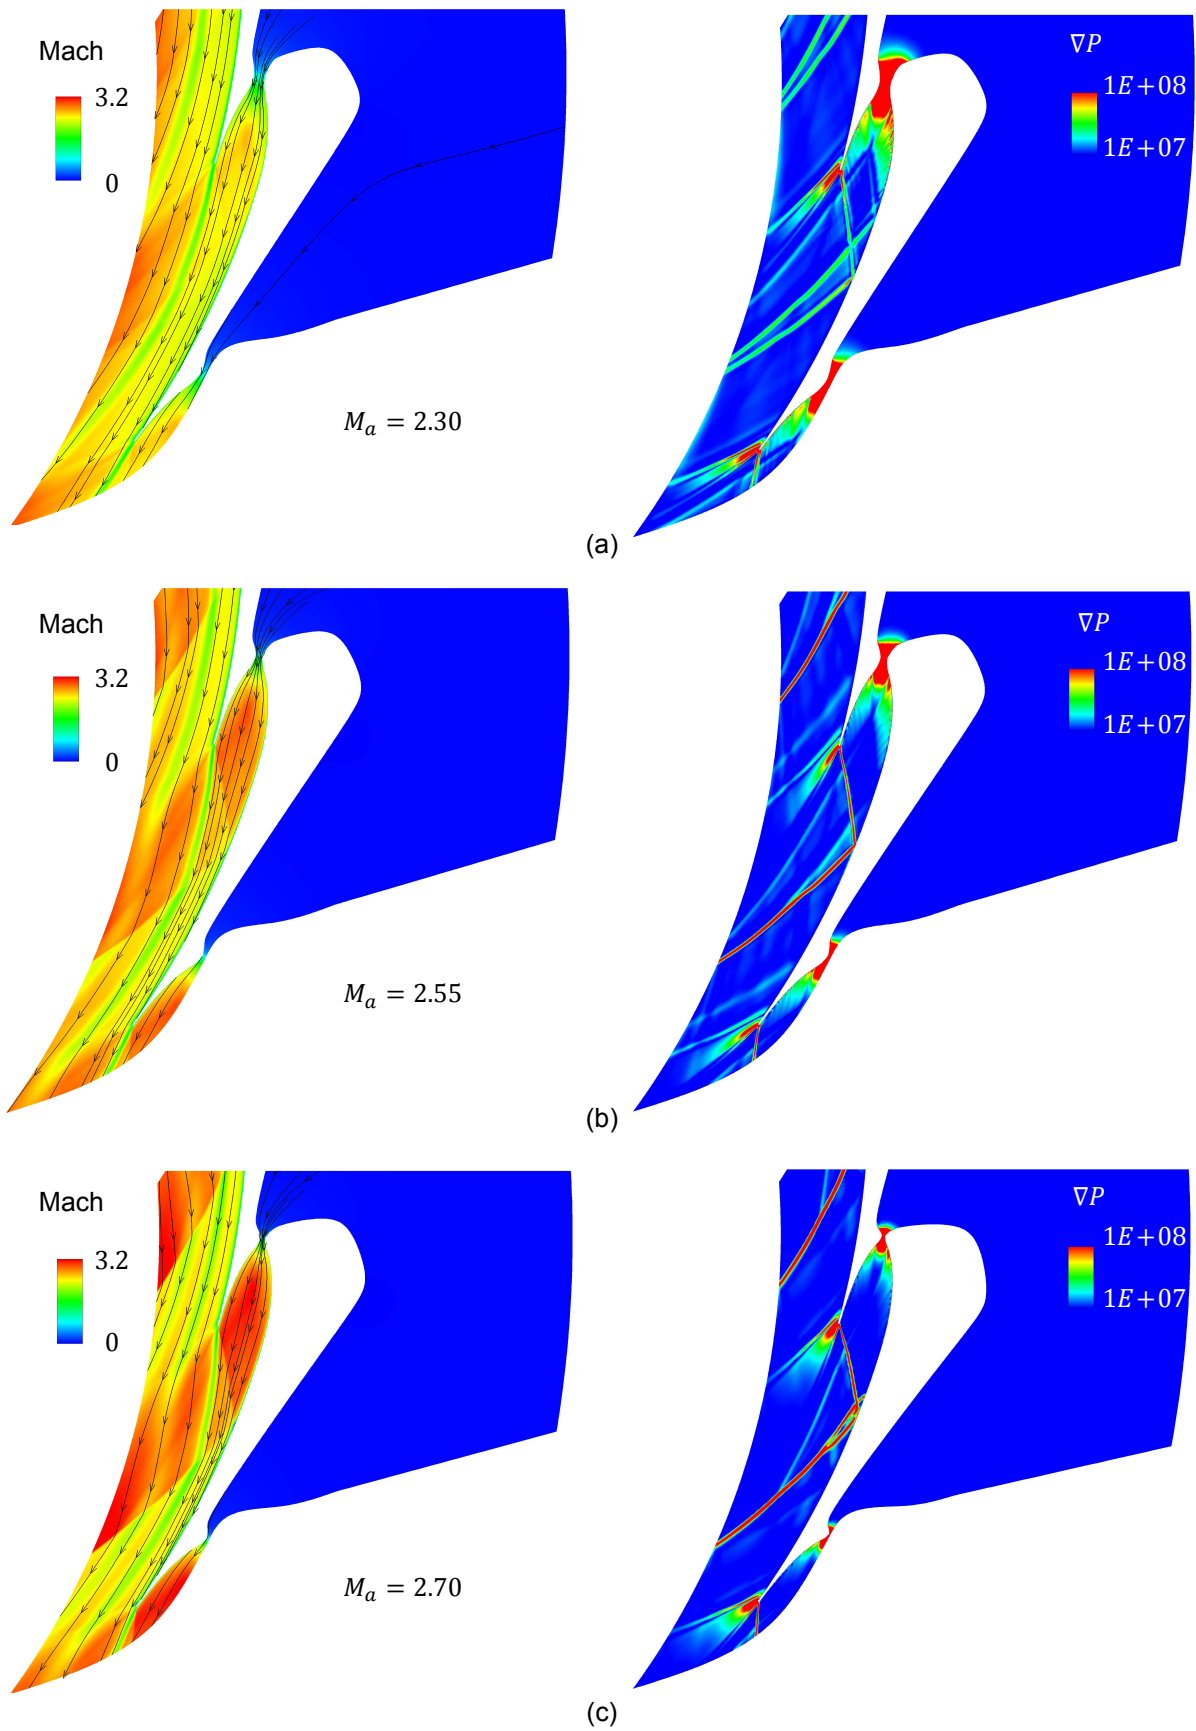 Mach
3.2
0
M_a = 2.30
∇P
1E+08
1E+07
(a)
Mach
3.2
0
M_a = 2.55
∇P
1E+08
1E+07
(b)
Mach
3.2
0
M_a = 2.70
∇P
1E+08
1E+07
(c)